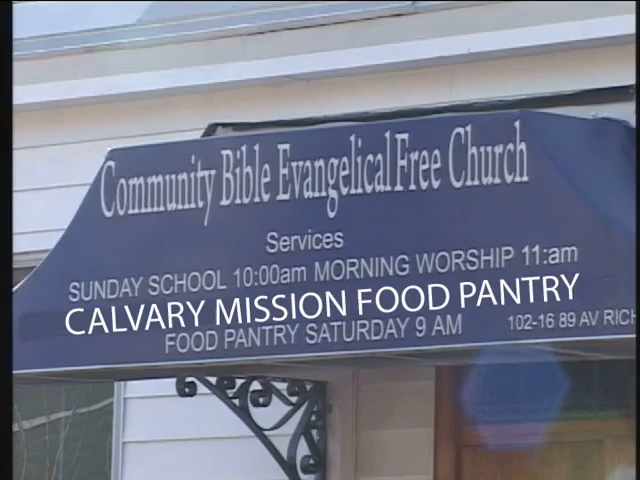 Community Bible Evangelical Free Church
Services
SUNDAY SCHOOL 10:00am MORNING WORSHIP 11:am
CALVARY MISSION FOOD PANTRY
FOOD PANTRY SATURDAY 9 AM
102-16 89 AV RICH